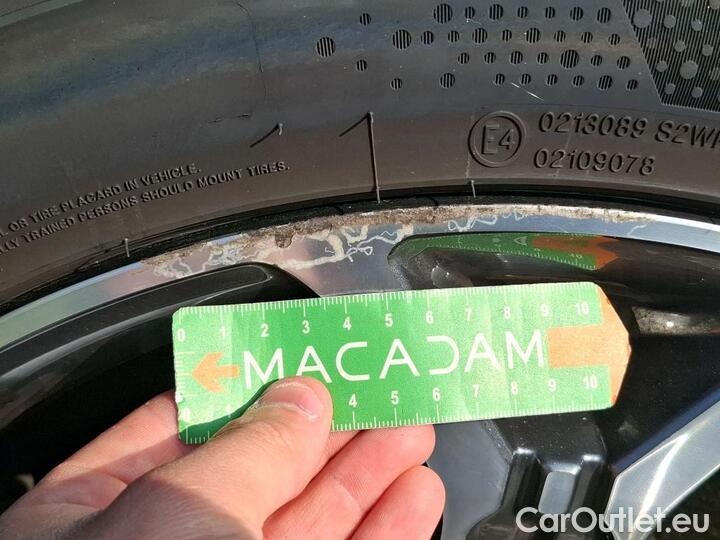 E4
0213089 S2W
02109078
L OR TIRE PLACARD IN VEHICLE.
LY TRAINED PERSONS SHOULD MOUNT TIRES.
0 1 2 3 4 5 6 7 8 9 10
MACADAM
4 5 6 7 8 9 10
CarOutlet.eu